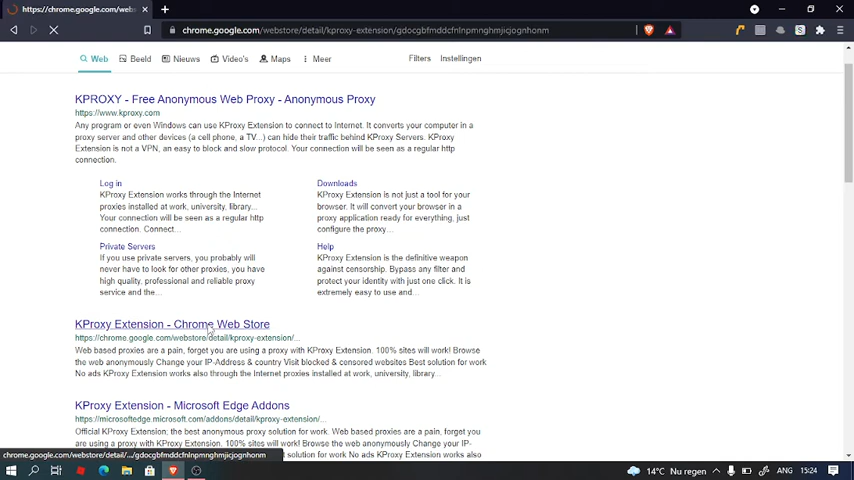 https://chrome.google.com/webstor
chrome.google.com/webstore/detail/kproxy-extension/gdocgbfmddcfnlnpmnghmjicjognhonm
Web Beeld Nieuws Video's Maps Meer Filters Instellingen
KPROXY - Free Anonymous Web Proxy - Anonymous Proxy
https://www.kproxy.com
Any program or even Windows can use KProxy Extension to connect to Internet. It converts your computer in a
proxy server and other devices (a cell phone, a TV...) can hide their traffic behind KProxy Servers. KProxy
Extension is not a VPN, an easy to block and slow protocol. Your connection will be seen as a regular http
connection.
Log in
KProxy Extension works through the Internet
proxies installed at work, university, library...
Your connection will be seen as a regular http
connection. Connect...
Downloads
KProxy Extension is not just a tool for your
browser. It will convert your browser in a
proxy application ready for everything, just
configure the proxy...
Private Servers
If you use private servers, you probably will
never have to look for other proxies, you have
high quality, professional and reliable proxy
service and the...
Help
KProxy Extension is the definitive weapon
against censorship. Bypass any filter and
protect your identity with just one click. It is
extremely easy to use and...
KProxy Extension - Chrome Web Store
https://chrome.google.com/webstore/detail/kproxy-extension/...
Web based proxies are a pain, forget you are using a proxy with KProxy Extension. 100% sites will work! Browse
the web anonymously Change your IP-Address & country Visit blocked & censored websites Best solution for work
No ads KProxy Extension works also through the Internet proxies installed at work, university, library...
KProxy Extension - Microsoft Edge Addons
https://microsoftedge.microsoft.com/addons/detail/kproxy-extension/...
Official KProxy Extension; the best anonymous proxy solution for work. Web based proxies are a pain, forget you
are using a proxy with KProxy Extension. 100% sites will work! Browse the web anonymously Change your IP-
st solution for work No ads KProxy Extension
chrome.google.com/webstore/detail/.../gdocgbfmddcfnlnpmnghmjicjognhonm
14°C Nu regen ANG 15:24